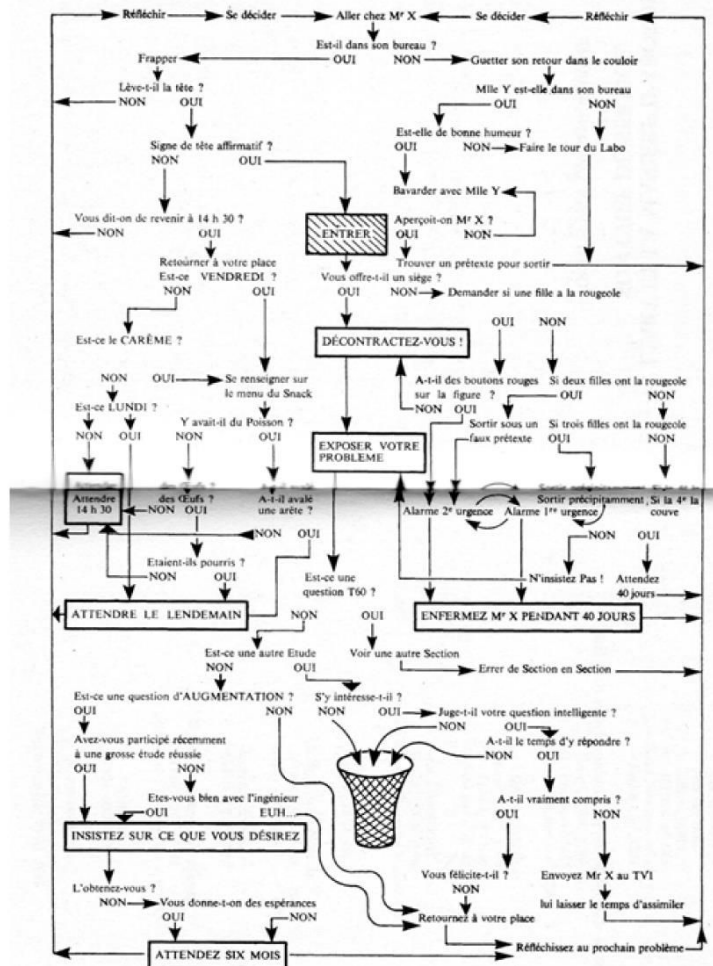 Réfléchir Se décider Aller chez Mr X Se décider Réfléchir
Est-il dans son bureau ?
Frapper OUI NON Guetter son retour dans le couloir
Lève-t-il la tête ? Mlle Y est-elle dans son bureau
NON OUI OUI NON
Est-elle de bonne humeur ?
Signe de tête affirmatif ? OUI NON Faire le tour du Labo
NON OUI
Bavarder avec Mlle Y
Vous dit-on de revenir à 14 h 30 ? Aperçoit-on Mr X ?
NON OUI ENTRER OUI NON
Retourner à votre place Trouver un prétexte pour sortir
Est-ce VENDREDI ? Vous offre-t-il un siège ?
NON OUI OUI NON Demander si une fille a la rougeole
OUI NON
Est-ce le CARÊME ? DÉCONTRACTEZ-VOUS !
NON OUI Se renseigner sur A-t-il des boutons rouges Si deux filles ont la rougeole
le menu du Snack sur la figure ? OUI NON
Est-ce LUNDI ? NON OUI
NON OUI Y avait-il du Poisson ? Sortir sous un Si trois filles ont la rougeole
NON OUI EXPOSER VOTRE faux prétexte OUI NON
PROBLEME
Attendre des Œufs ? A-t-il avalé Sortir précipitamment, Si la 4e la
14 h 30 NON OUI une arête ? Alarme 2e urgence Alarme 1re urgence couve
NON OUI NON OUI
Etaient-ils pourris ?
NON OUI Est-ce une N'insistez Pas ! Attendez
question T60 ? 40 jours
ATTENDRE LE LENDEMAIN ENFERMEZ Mr X PENDANT 40 JOURS
NON OUI
Est-ce une autre Etude Voir une autre Section
NON OUI Errer de Section en Section
Est-ce une question d'AUGMENTATION ? S'y intéresse-t-il ?
OUI NON NON OUI Juge-t-il votre question intelligente ?
NON OUI
Avez-vous participé récemment A-t-il le temps d'y répondre ?
à une grosse étude réussie NON OUI
OUI NON
Etes-vous bien avec l'ingénieur A-t-il vraiment compris ?
OUI EUH... OUI NON
INSISTEZ SUR CE QUE VOUS DÉSIREZ
L'obtenez-vous ? Vous félicite-t-il ? Envoyez Mr X au TVI
NON Vous donne-t-on des espérances NON
OUI NON Retournez à votre place lui laisser le temps d'assimiler
ATTENDEZ SIX MOIS Réfléchissez au prochain problème